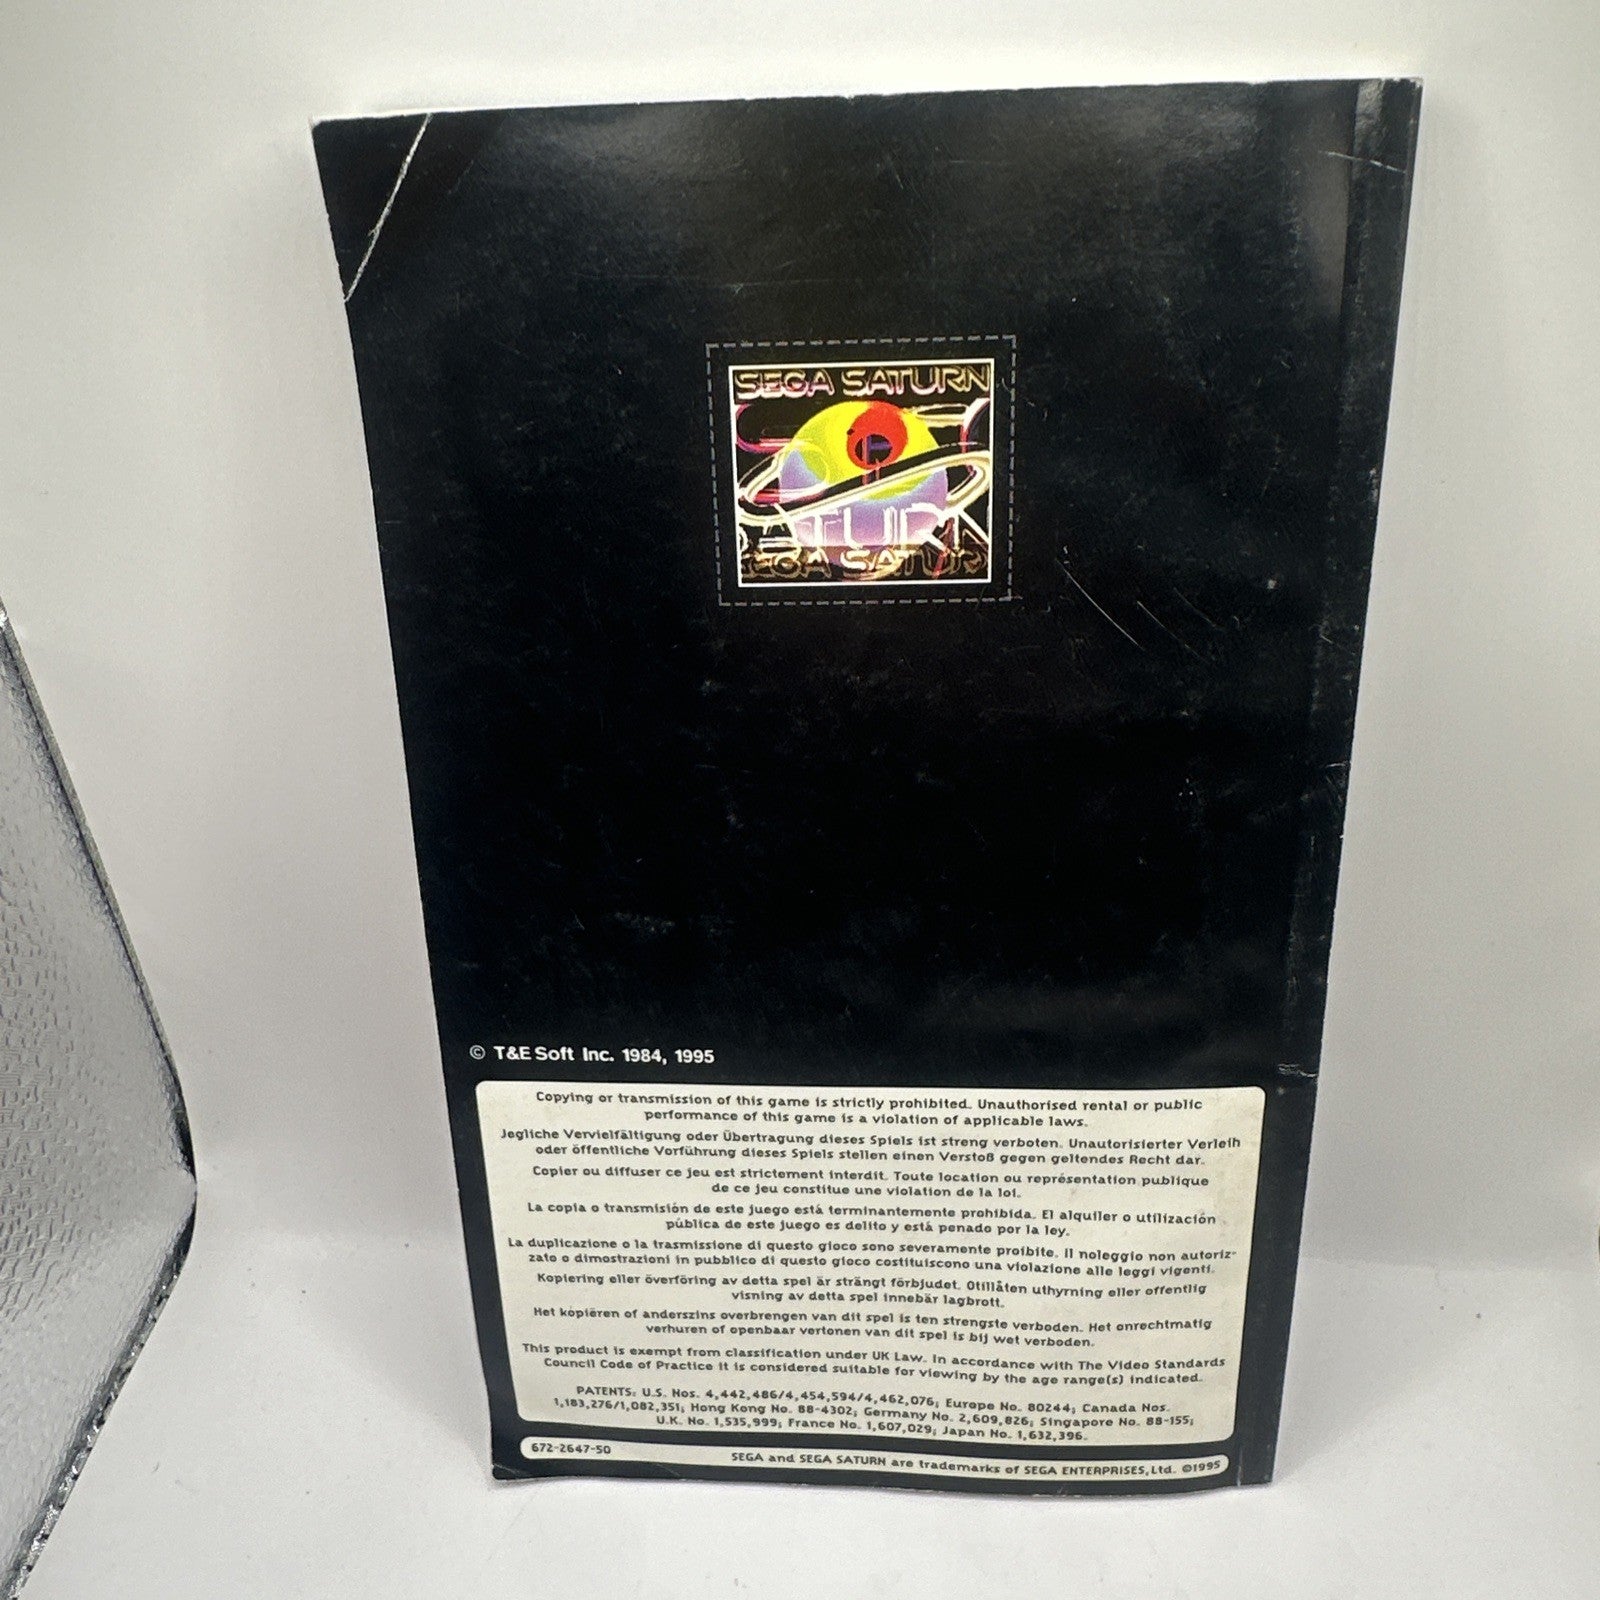 SEGA SATURN
TURN
SEGA SATURN
© T&E Soft Inc. 1984, 1995
Copying or transmission of this game is strictly prohibited. Unauthorised rental or public
performance of this game is a violation of applicable laws.
Jegliche Vervielfältigung oder Übertragung dieses Spiels ist streng verboten. Unautorisierter Verleih
oder öffentliche Vorführung dieses Spiels stellen einen Verstoß gegen geltendes Recht dar.
Copier ou diffuser ce jeu est strictement interdit. Toute location ou représentation publique
de ce jeu constitue une violation de la loi.
La copia o transmisión de este juego está terminantemente prohibida. El alquiler o utilización
pública de este juego es delito y está penado por la ley.
La duplicazione o la trasmissione di questo gioco sono severamente proibite. Il noleggio non autoriz-
zato o dimostrazioni in pubblico di questo gioco costituiscono una violazione alle leggi vigenti.
Kopiering eller överföring av detta spel är strängt förbjudet. Otillåten uthyrning eller offentlig
visning av detta spel innebär lagbrott.
Het kopiëren of anderszins overbrengen van dit spel is ten strengste verboden. Het onrechtmatig
verhuren of openbaar vertonen van dit spel is bij wet verboden.
This product is exempt from classification under UK Law. In accordance with The Video Standards
Council Code of Practice it is considered suitable for viewing by the age range(s) indicated.
PATENTS: U.S. Nos. 4,442,486/4,454,594/4,462,076; Europe No. 80244; Canada Nos.
1,183,276/1,082,351; Hong Kong No. 88-4302; Germany No. 2,609,826; Singapore No. 88-155;
U.K. No. 1,535,999; France No. 1,607,029; Japan No. 1,632,396.
672-2647-50
SEGA and SEGA SATURN are trademarks of SEGA ENTERPRISES, Ltd. ©1995